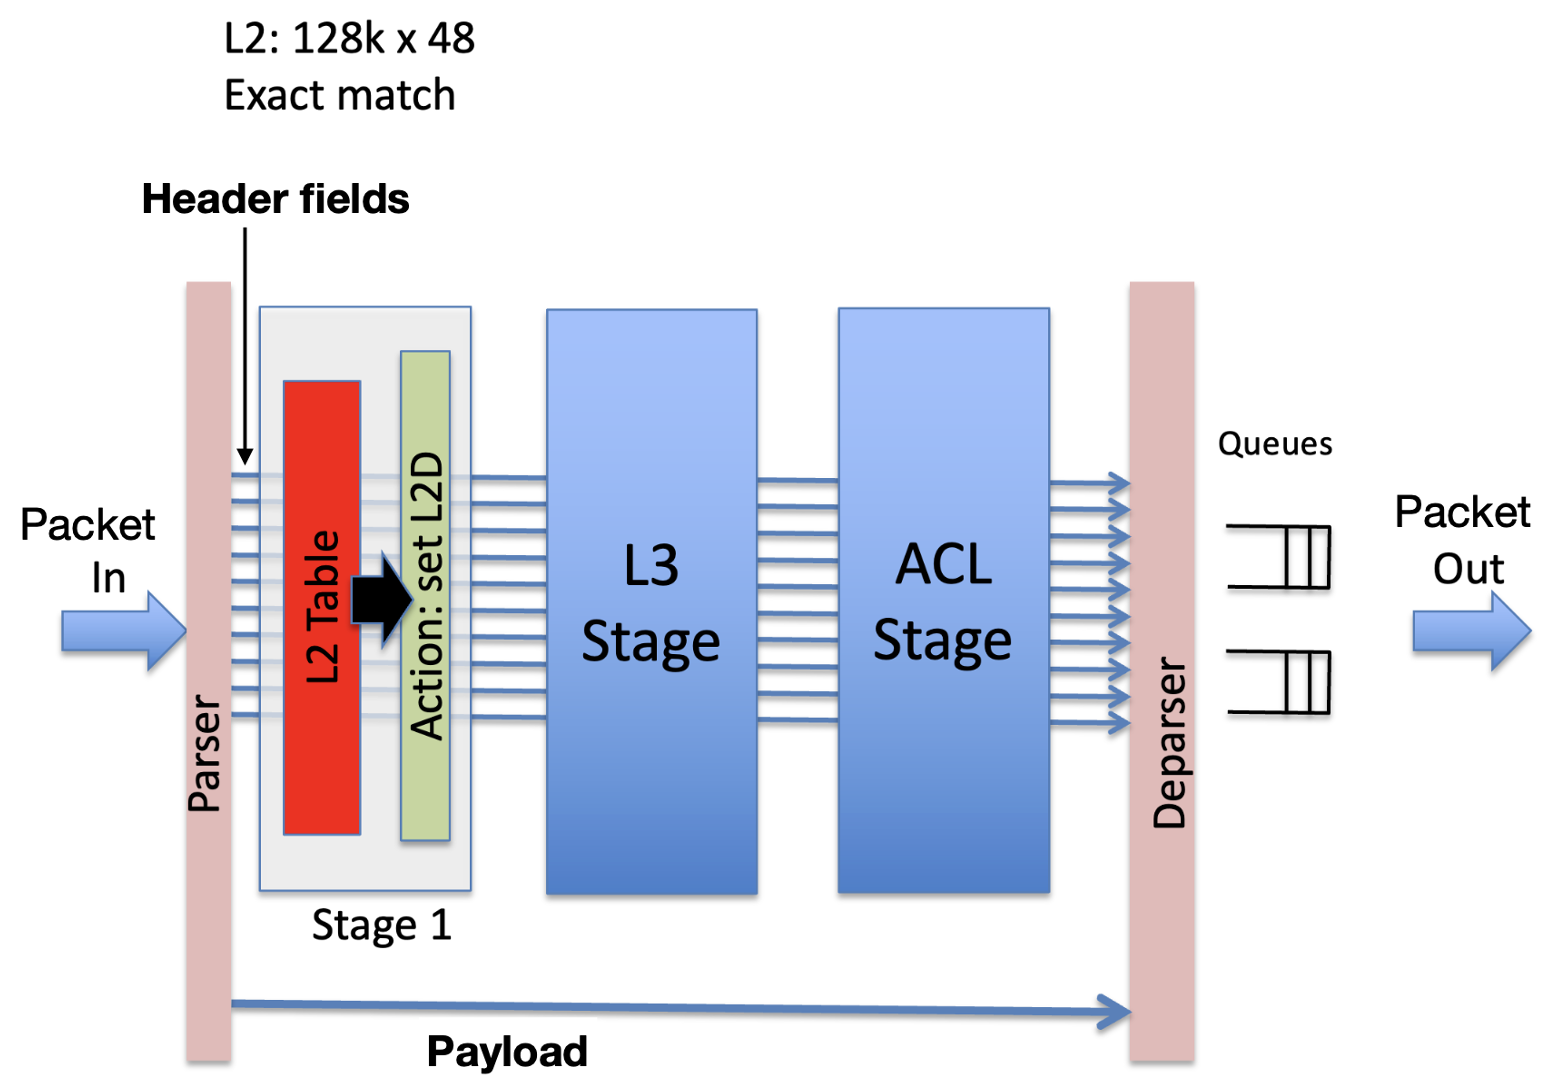 L2: 128k x 48
Exact match
Header fields
Packet
In
Parser
L2 Table
Action: set L2D
Stage 1
L3
Stage
ACL
Stage
Payload
Deparser
Queues
Packet
Out